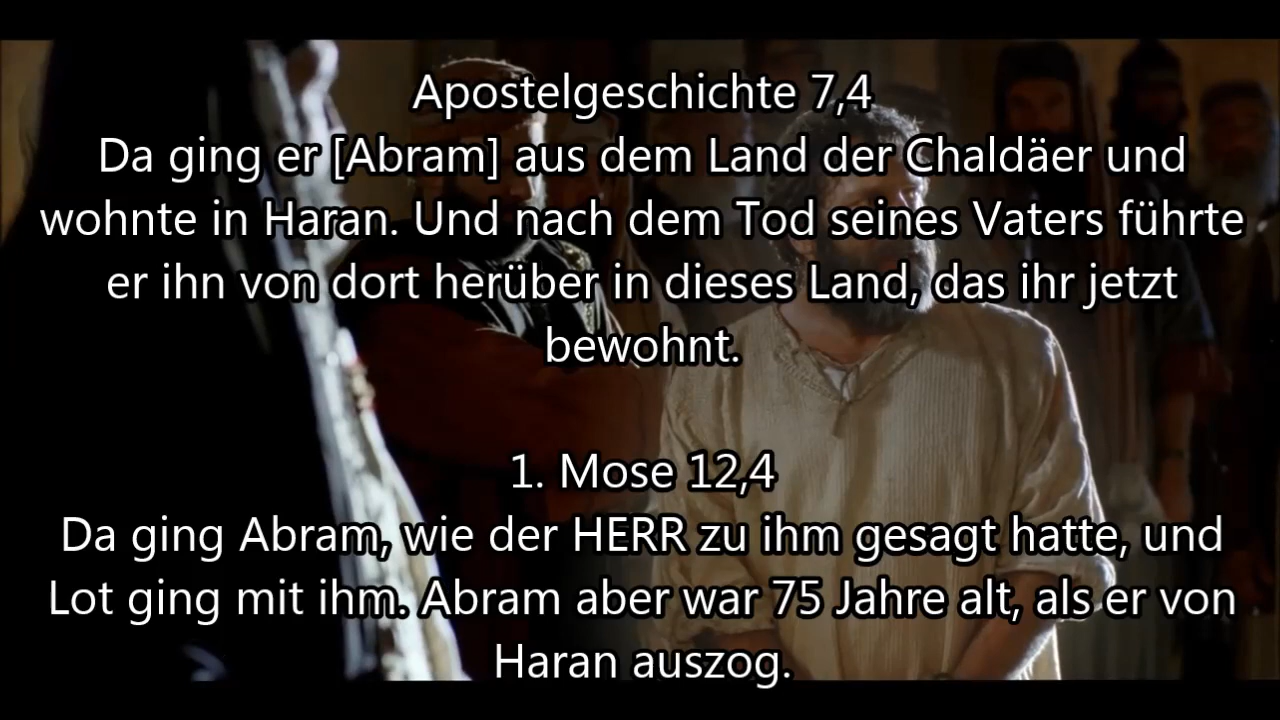 Apostelgeschichte 7,4
Da ging er [Abram] aus dem Land der Chaldäer und
wohnte in Haran. Und nach dem Tod seines Vaters führte
er ihn von dort herüber in dieses Land, das ihr jetzt
bewohnt.
1. Mose 12,4
Da ging Abram, wie der HERR zu ihm gesagt hatte, und
Lot ging mit ihm. Abram aber war 75 Jahre alt, als er von
Haran auszog.